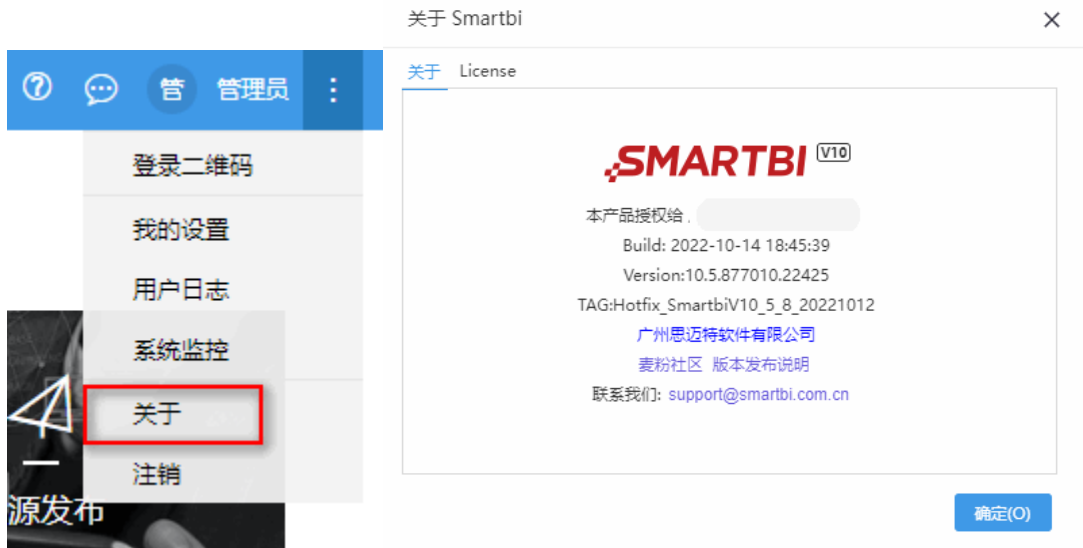 管 管理员
登录二维码
我的设置
用户日志
系统监控
关于
注销
源发布
关于 Smartbi
关于 License
SMARTBI V10
本产品授权给
Build: 2022-10-14 18:45:39
Version:10.5.877010.22425
TAG:Hotfix_SmartbiV10_5_8_20221012
广州思迈特软件有限公司
麦粉社区 版本发布说明
联系我们: support@smartbi.com.cn
确定(O)